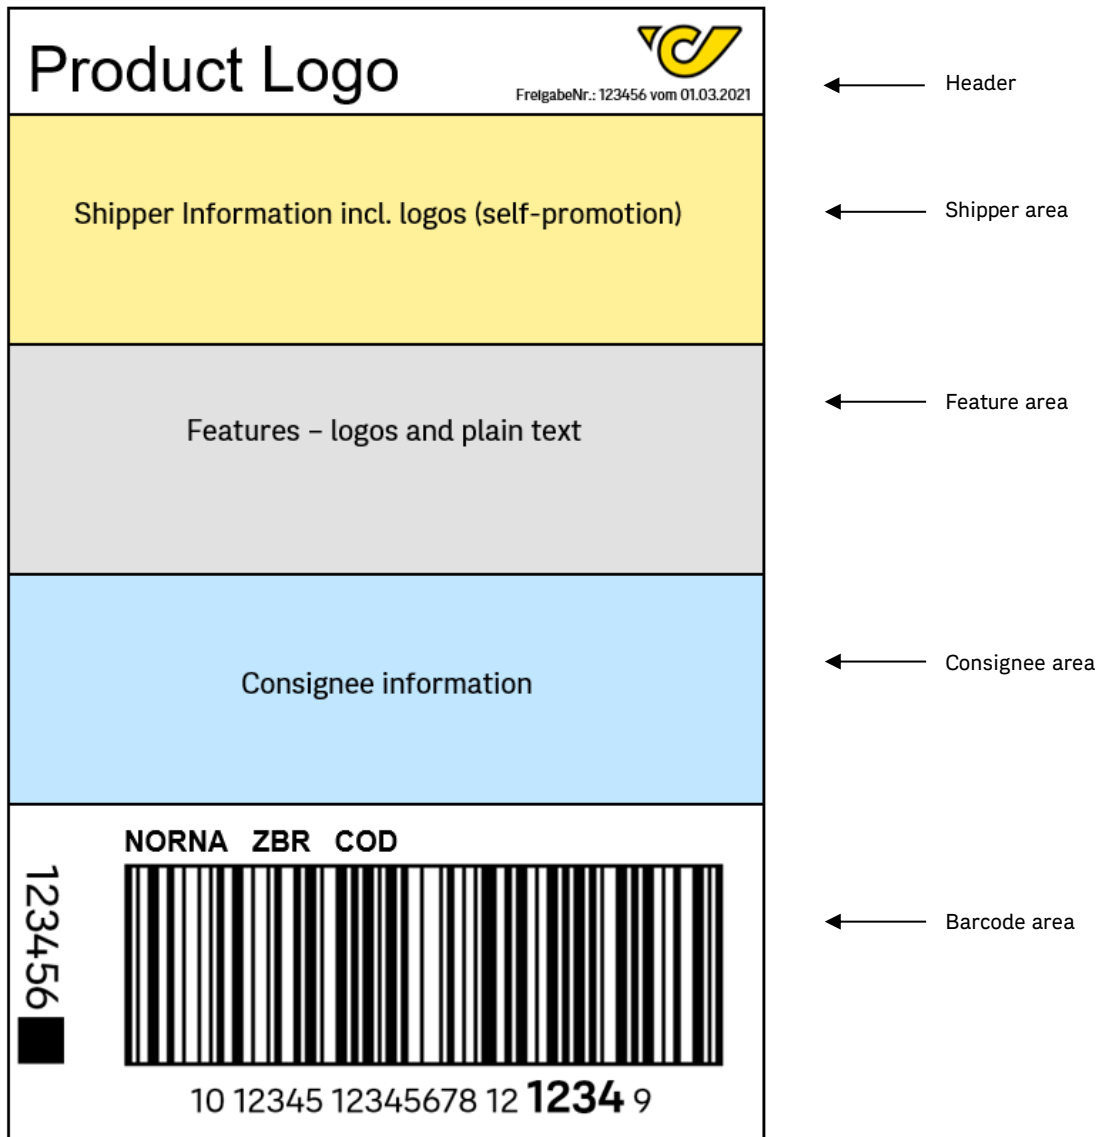 Product Logo
FreigabeNr.: 123456 vom 01.03.2021
Header
Shipper Information incl. logos (self-promotion)
Shipper area
Features – logos and plain text
Feature area
Consignee information
Consignee area
NORNA ZBR COD
123456
Barcode area
10 12345 12345678 12 1234 9